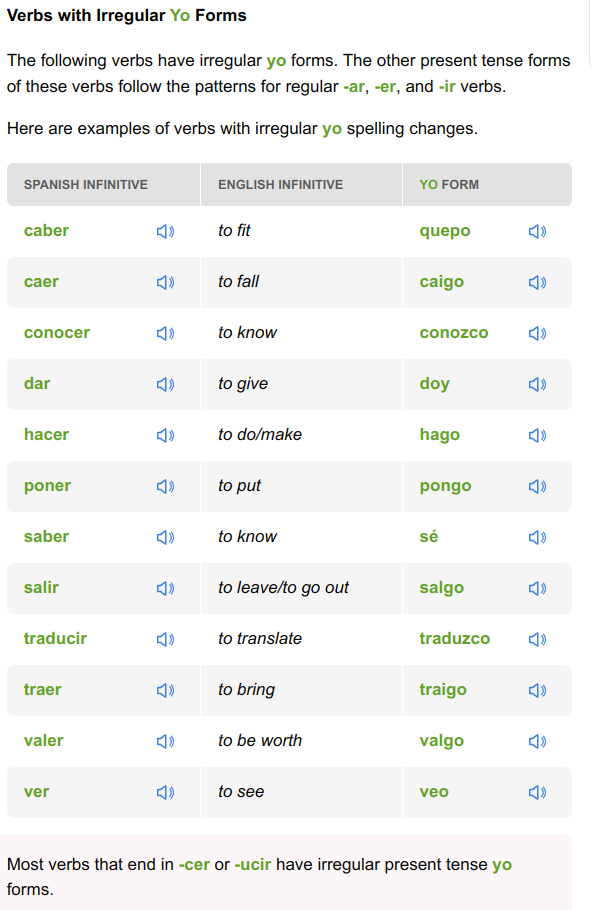 Verbs with Irregular Yo Forms
The following verbs have irregular yo forms. The other present tense forms
of these verbs follow the patterns for regular -ar, -er, and -ir verbs.
Here are examples of verbs with irregular yo spelling changes.
SPANISH INFINITIVE ENGLISH INFINITIVE YO FORM
caber to fit quepo
caer to fall caigo
conocer to know conozco
dar to give doy
hacer to do/make hago
poner to put pongo
saber to know sé
salir to leave/to go out salgo
traducir to translate traduzco
traer to bring traigo
valer to be worth valgo
ver to see veo
Most verbs that end in -cer or -ucir have irregular present tense yo
forms.